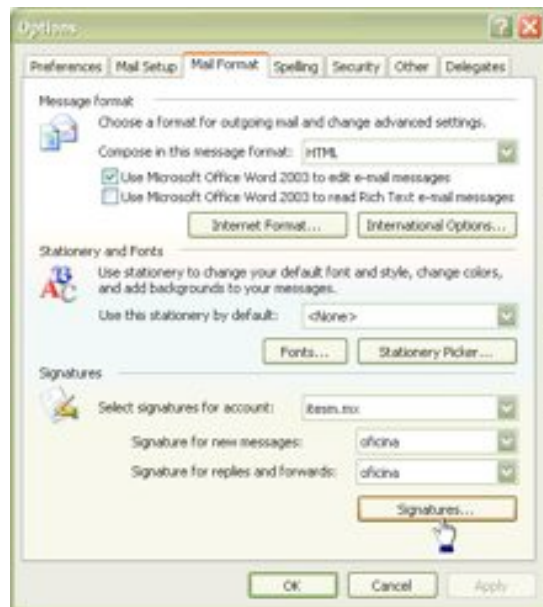 Options
Preferences Mail Setup Mail Format Spelling Security Other Delegates
Message format
Choose a format for outgoing mail and change advanced settings.
Compose in this message format: HTML
Use Microsoft Office Word 2003 to edit e-mail messages
Use Microsoft Office Word 2003 to read Rich Text e-mail messages
Internet Format... International Options...
Stationery and Fonts
Use stationery to change your default font and style, change colors,
and add backgrounds to your messages.
Use this stationery by default: <None>
Fonts... Stationery Picker...
Signatures
Select signatures for account: itesm.mx
Signature for new messages: oficina
Signature for replies and forwards: oficina
Signatures...
OK Cancel Apply